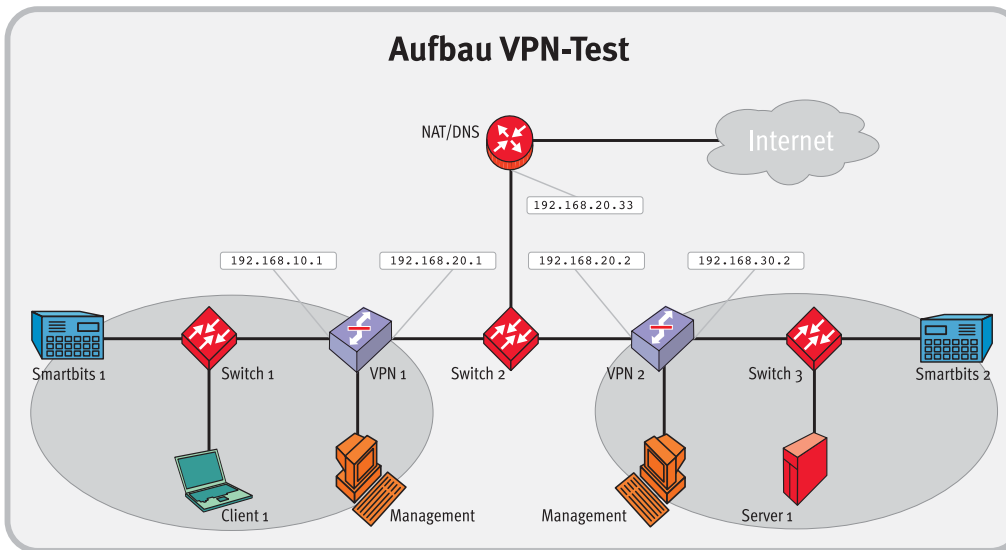 Aufbau VPN-Test
NAT/DNS
Internet
192.168.20.33
192.168.10.1
192.168.20.1
192.168.20.2
192.168.30.2
Smartbits 1
Switch 1
VPN 1
Switch 2
VPN 2
Switch 3
Smartbits 2
Client 1
Management
Management
Server 1